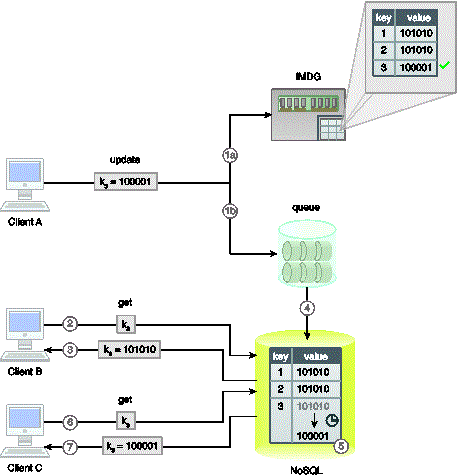 key value
1 101010
2 101010
3 100001
IMDG
update
1a
k3 = 100001
Client A
1b
queue
get
2
k3
4
3
k3 = 101010
Client B
key value
1 101010
2 101010
3 101010
100001
5
get
6
k3
7
k3 = 100001
Client C
NoSQL